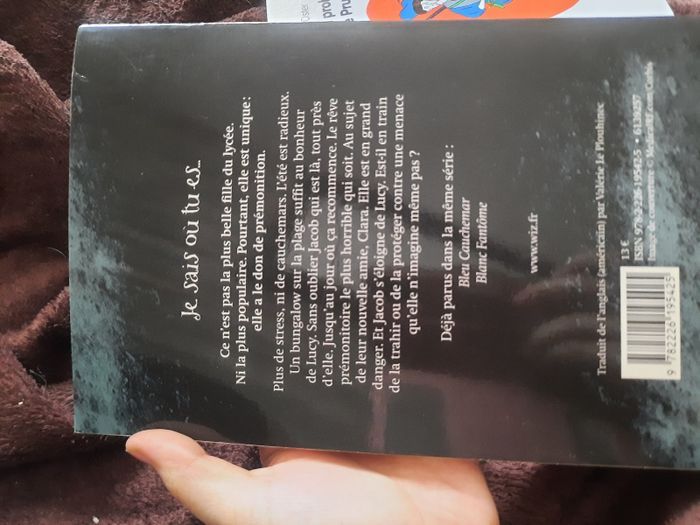 Je sais où tu es...
Ce n'est pas la plus belle fille du lycée.
Ni la plus populaire. Pourtant, elle est unique :
elle a le don de prémonition.
Plus de stress, ni de cauchemars. L'été est radieux.
Un bungalow sur la plage suffit au bonheur
de Lucy. Sans oublier Jacob qui est là, tout près
d'elle. Jusqu'au jour où ça recommence. Le rêve
prémonitoire le plus horrible qui soit. Au sujet
de leur nouvelle amie, Clara. Elle est en grand
danger. Et Jacob s'éloigne de Lucy. Est-il en train
de la trahir ou de la protéger contre une menace
qu'elle n'imagine même pas ?
Déjà parus dans la même série :
Bleu Cauchemar
Blanc Fantôme
www.wiz.fr
Traduit de l'anglais (américain) par Valérie Le Plouhinec
13 €
ISBN 978-2-226-19542-5
Image de couverture :
9 782226 195425